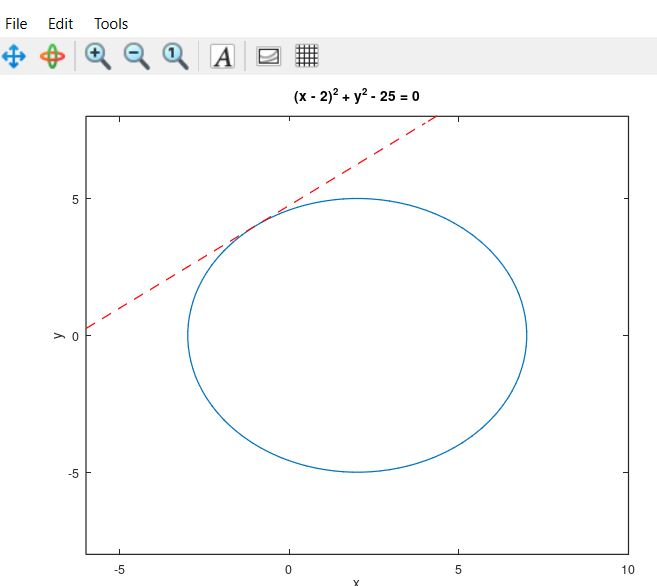 File Edit Tools
A
(x - 2)² + y² - 25 = 0
5
y 0
-5
-5 0 5 10
x